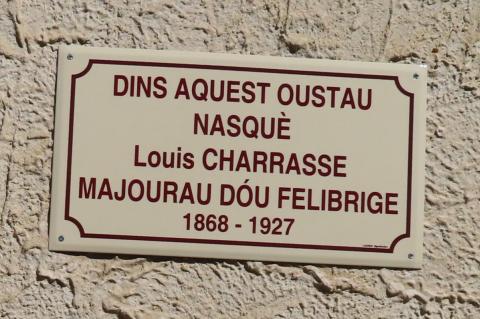 DINS AQUEST OUSTAU
NASQUÈ
Louis CHARRASSE
MAJOURAU DÓU FELIBRIGE
1868 - 1927